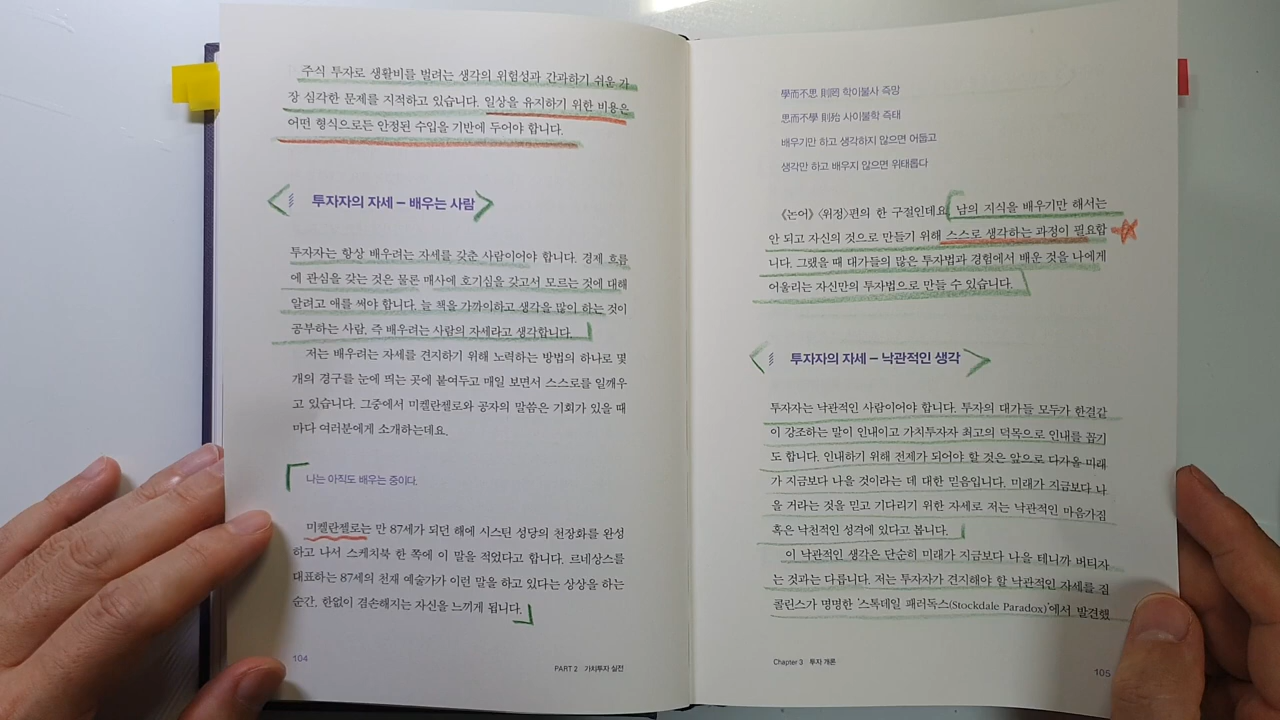 주식 투자로 생활비를 벌려는 생각의 위험성과 간과하기 쉬운 가
장 심각한 문제를 지적하고 있습니다. 일상을 유지하기 위한 비용은
어떤 형식으로든 안정된 수입을 기반에 두어야 합니다.
투자자의 자세 – 배우는 사람
투자자는 항상 배우려는 자세를 갖춘 사람이어야 합니다. 경제 흐름
에 관심을 갖는 것은 물론 매사에 호기심을 갖고서 모르는 것에 대해
알려고 애를 써야 합니다. 늘 책을 가까이하고 생각을 많이 하는 것이
공부하는 사람, 즉 배우려는 사람의 자세라고 생각합니다.
저는 배우려는 자세를 견지하기 위해 노력하는 방법의 하나로 몇
개의 경구를 눈에 띄는 곳에 붙여두고 매일 보면서 스스로를 일깨우
고 있습니다. 그중에서 미켈란젤로와 공자의 말씀은 기회가 있을 때
마다 여러분에게 소개하는데요.
나는 아직도 배우는 중이다.
미켈란젤로는 만 87세가 되던 해에 시스틴 성당의 천장화를 완성
하고 나서 스케치북 한 쪽에 이 말을 적었다고 합니다. 르네상스를
대표하는 87세의 천재 예술가가 이런 말을 하고 있다는 상상을 하는
순간, 한없이 겸손해지는 자신을 느끼게 됩니다.
104
PART 2 가치투자 실전
學而不思 則罔 학이불사 즉망
思而不學 則殆 사이불학 즉태
배우기만 하고 생각하지 않으면 어둡고
생각만 하고 배우지 않으면 위태롭다
《논어》〈위정〉편의 한 구절인데요, 남의 지식을 배우기만 해서는
안 되고 자신의 것으로 만들기 위해 스스로 생각하는 과정이 필요합
니다. 그랬을 때 대가들의 많은 투자법과 경험에서 배운 것을 나에게
어울리는 자신만의 투자법으로 만들 수 있습니다.
투자자의 자세 – 낙관적인 생각
투자자는 낙관적인 사람이어야 합니다. 투자의 대가들 모두가 한결같
이 강조하는 말이 인내이고 가치투자자 최고의 덕목으로 인내를 꼽기
도 합니다. 인내하기 위해 전제가 되어야 할 것은 앞으로 다가올 미래
가 지금보다 나을 것이라는 데 대한 믿음입니다. 미래가 지금보다 나
을 거라는 것을 믿고 기다리기 위한 자세로 저는 낙관적인 마음가짐
혹은 낙천적인 성격에 있다고 봅니다.
이 낙관적인 생각은 단순히 미래가 지금보다 나을 테니까 버티자
는 것과는 다릅니다. 저는 투자자가 견지해야 할 낙관적인 자세를 짐
콜린스가 명명한 '스톡데일 패러독스(Stockdale Paradox)'에서 발견했
Chapter 3 투자 개론
105